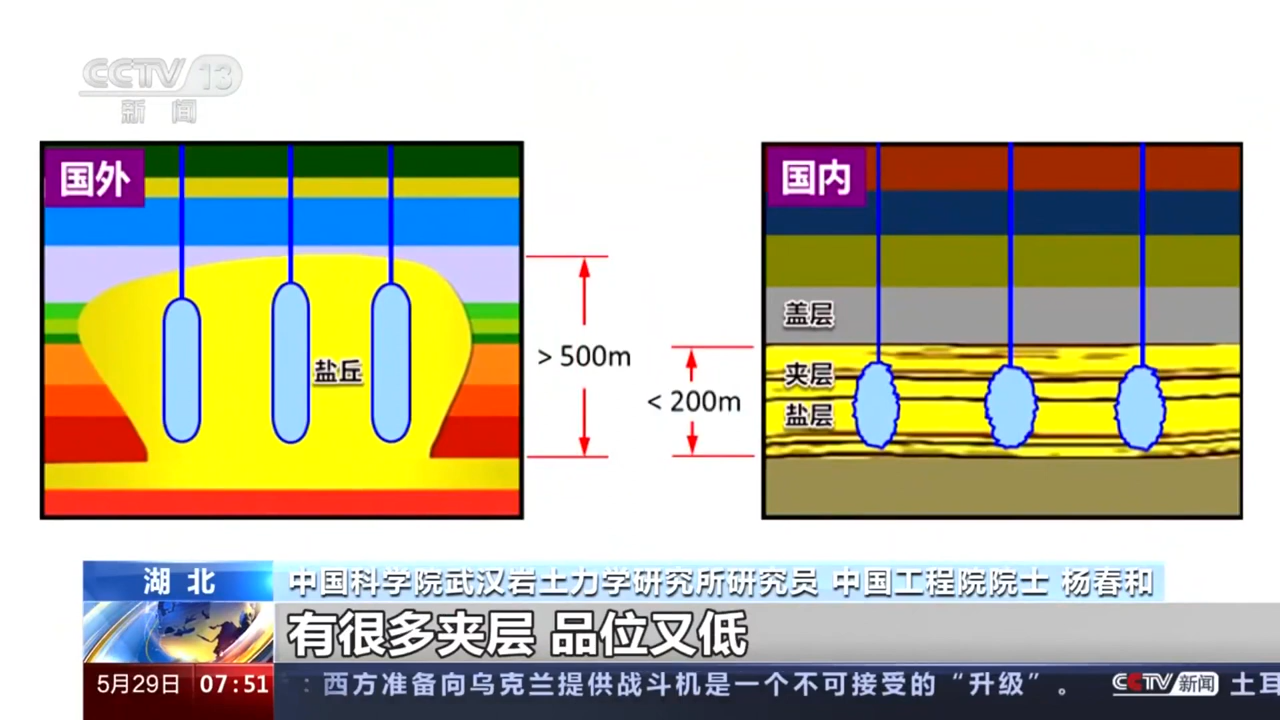 CCTV 13
新闻
国外
盐丘
> 500m
< 200m
国内
盖层
夹层
盐层
湖北
中国科学院武汉岩土力学研究所研究员 中国工程院院士 杨春和
有很多夹层 品位又低
5月29日 07:51
：西方准备向乌克兰提供战斗机是一个不可接受的“升级”。 CCTV新闻 土耳